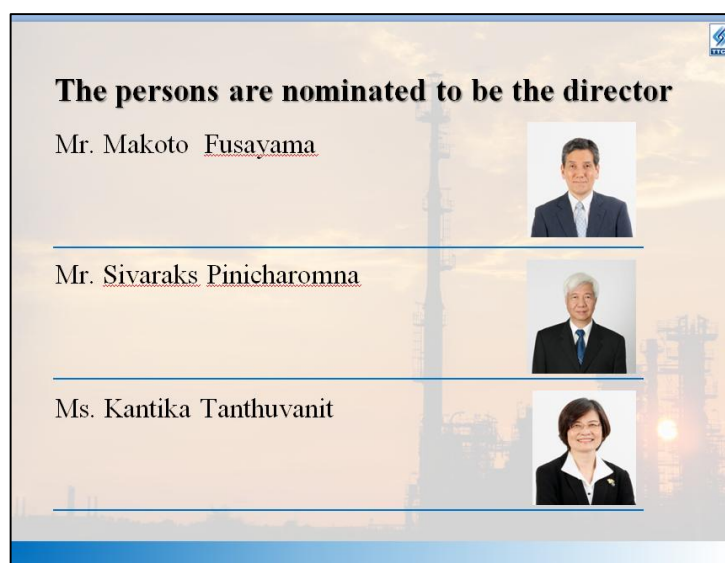 The persons are nominated to be the director
Mr. Makoto Fusayama
Mr. Sivaraks Pinicharomna
Ms. Kantika Tanthuvanit